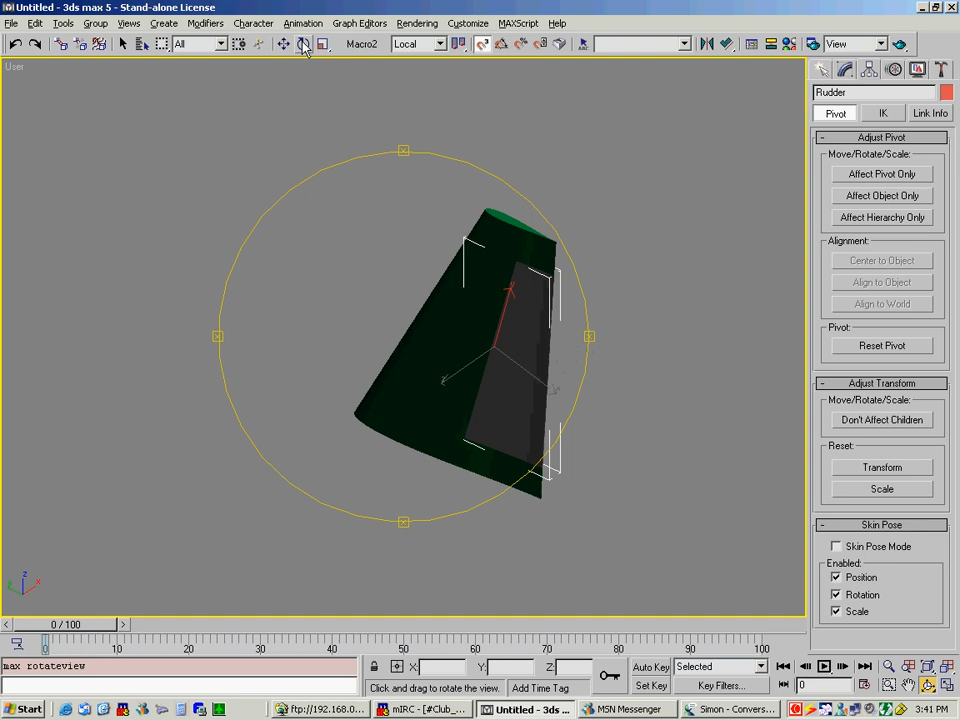 Untitled - 3ds max 5 - Stand-alone License
File Edit Tools Group Views Create Modifiers Character Animation Graph Editors Rendering Customize MAXScript Help
All Macro2 Local View
User
Rudder
Pivot IK Link Info
- Adjust Pivot
Move/Rotate/Scale:
Affect Pivot Only
Affect Object Only
Affect Hierarchy Only
Alignment:
Center to Object
Align to Object
Align to World
Pivot:
Reset Pivot
- Adjust Transform
Move/Rotate/Scale:
Don't Affect Children
Reset:
Transform
Scale
- Skin Pose
Skin Pose Mode
Enabled:
Position
Rotation
Scale
z
x
< 0 / 100 >
0 10 20 30 40 50 60 70 80 90 100
max rotateview X: Y: Z: Auto Key Selected
Click and drag to rotate the view. Add Time Tag Set Key Key Filters... 0
Start ftp://192.168.0... mIRC - [#Club_... Untitled - 3ds ... MSN Messenger Simon - Convers... 3:41 PM